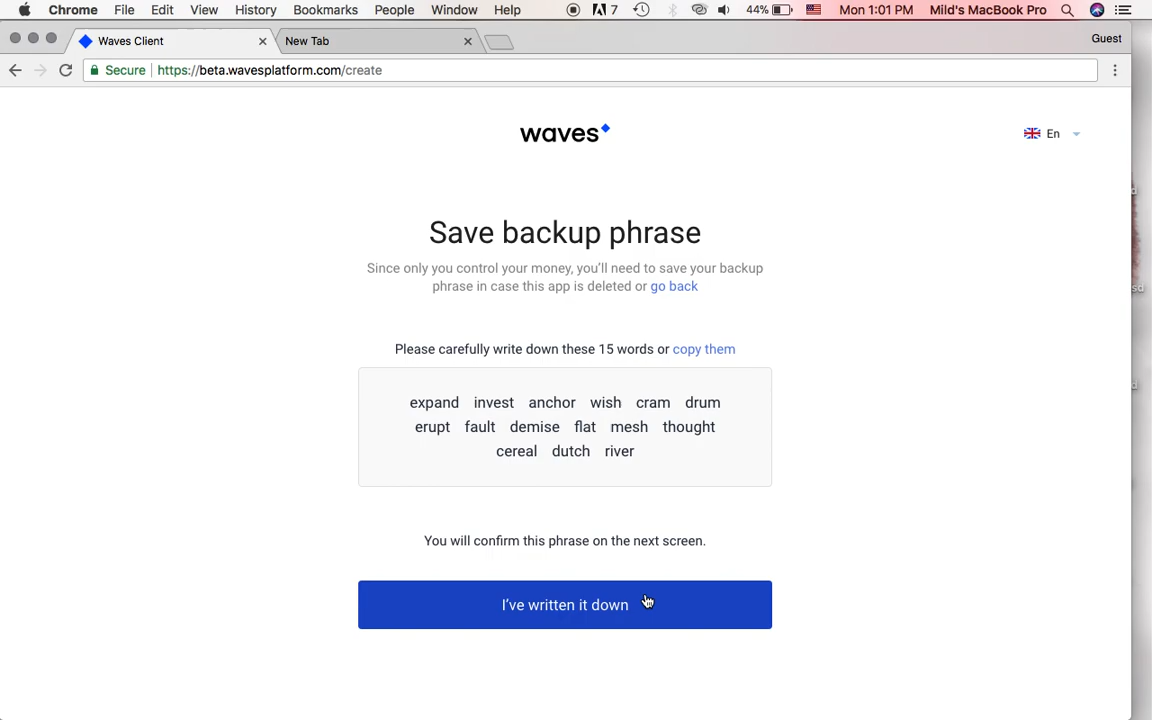 Chrome File Edit View History Bookmarks People Window Help 7 44% Mon 1:01 PM Mild's MacBook Pro
Waves Client New Tab Guest
Secure https://beta.wavesplatform.com/create
waves
En
Save backup phrase
Since only you control your money, you'll need to save your backup
phrase in case this app is deleted or go back
Please carefully write down these 15 words or copy them
expand invest anchor wish cram drum
erupt fault demise flat mesh thought
cereal dutch river
You will confirm this phrase on the next screen.
I've written it down